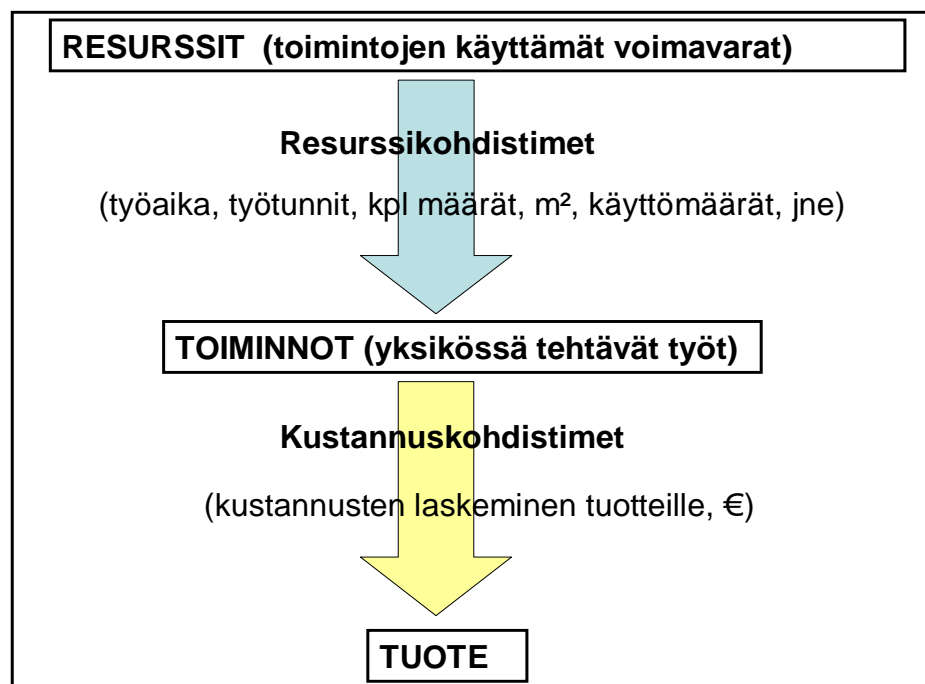 RESURSSIT (toimintojen käyttämät voimavarat)
Resurssikohdistimet
(työaika, työtunnit, kpl määrät, m², käyttömäärät, jne)
TOIMINNOT (yksikössä tehtävät työt)
Kustannuskohdistimet
(kustannusten laskeminen tuotteille, €)
TUOTE